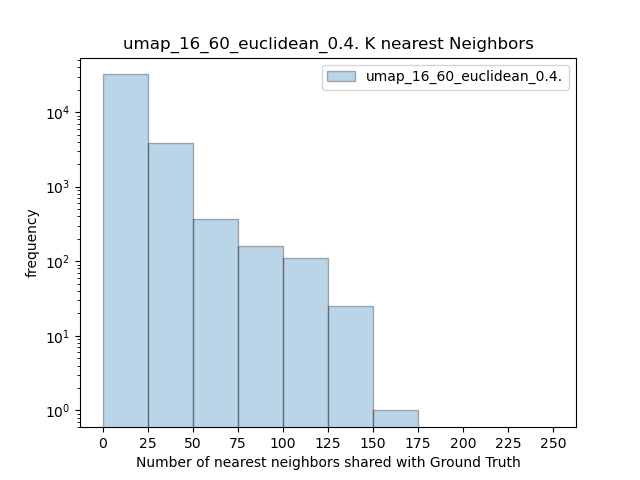 umap_16_60_euclidean_0.4. K nearest Neighbors
umap_16_60_euclidean_0.4.
10^4
10^3
10^2
10^1
10^0
frequency
0 25 50 75 100 125 150 175 200 225 250
Number of nearest neighbors shared with Ground Truth